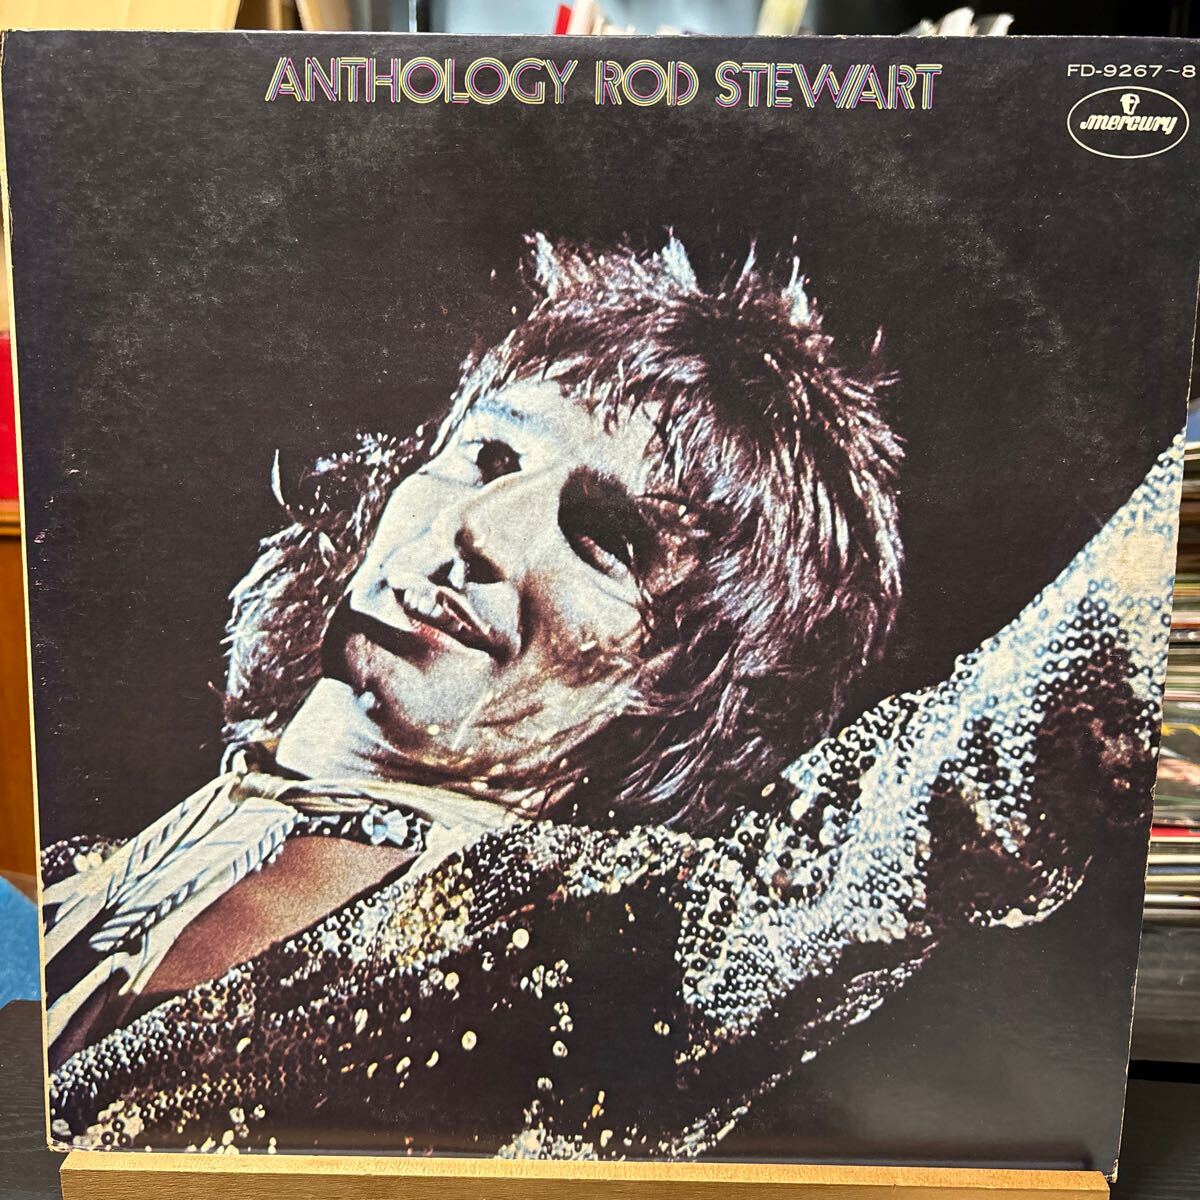 ANTHOLOGY ROD STEWART
FD-9267~8
mercury